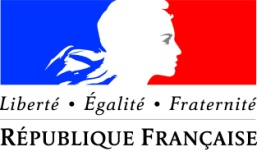 Liberté • Égalité • Fraternité
RÉPUBLIQUE FRANÇAISE